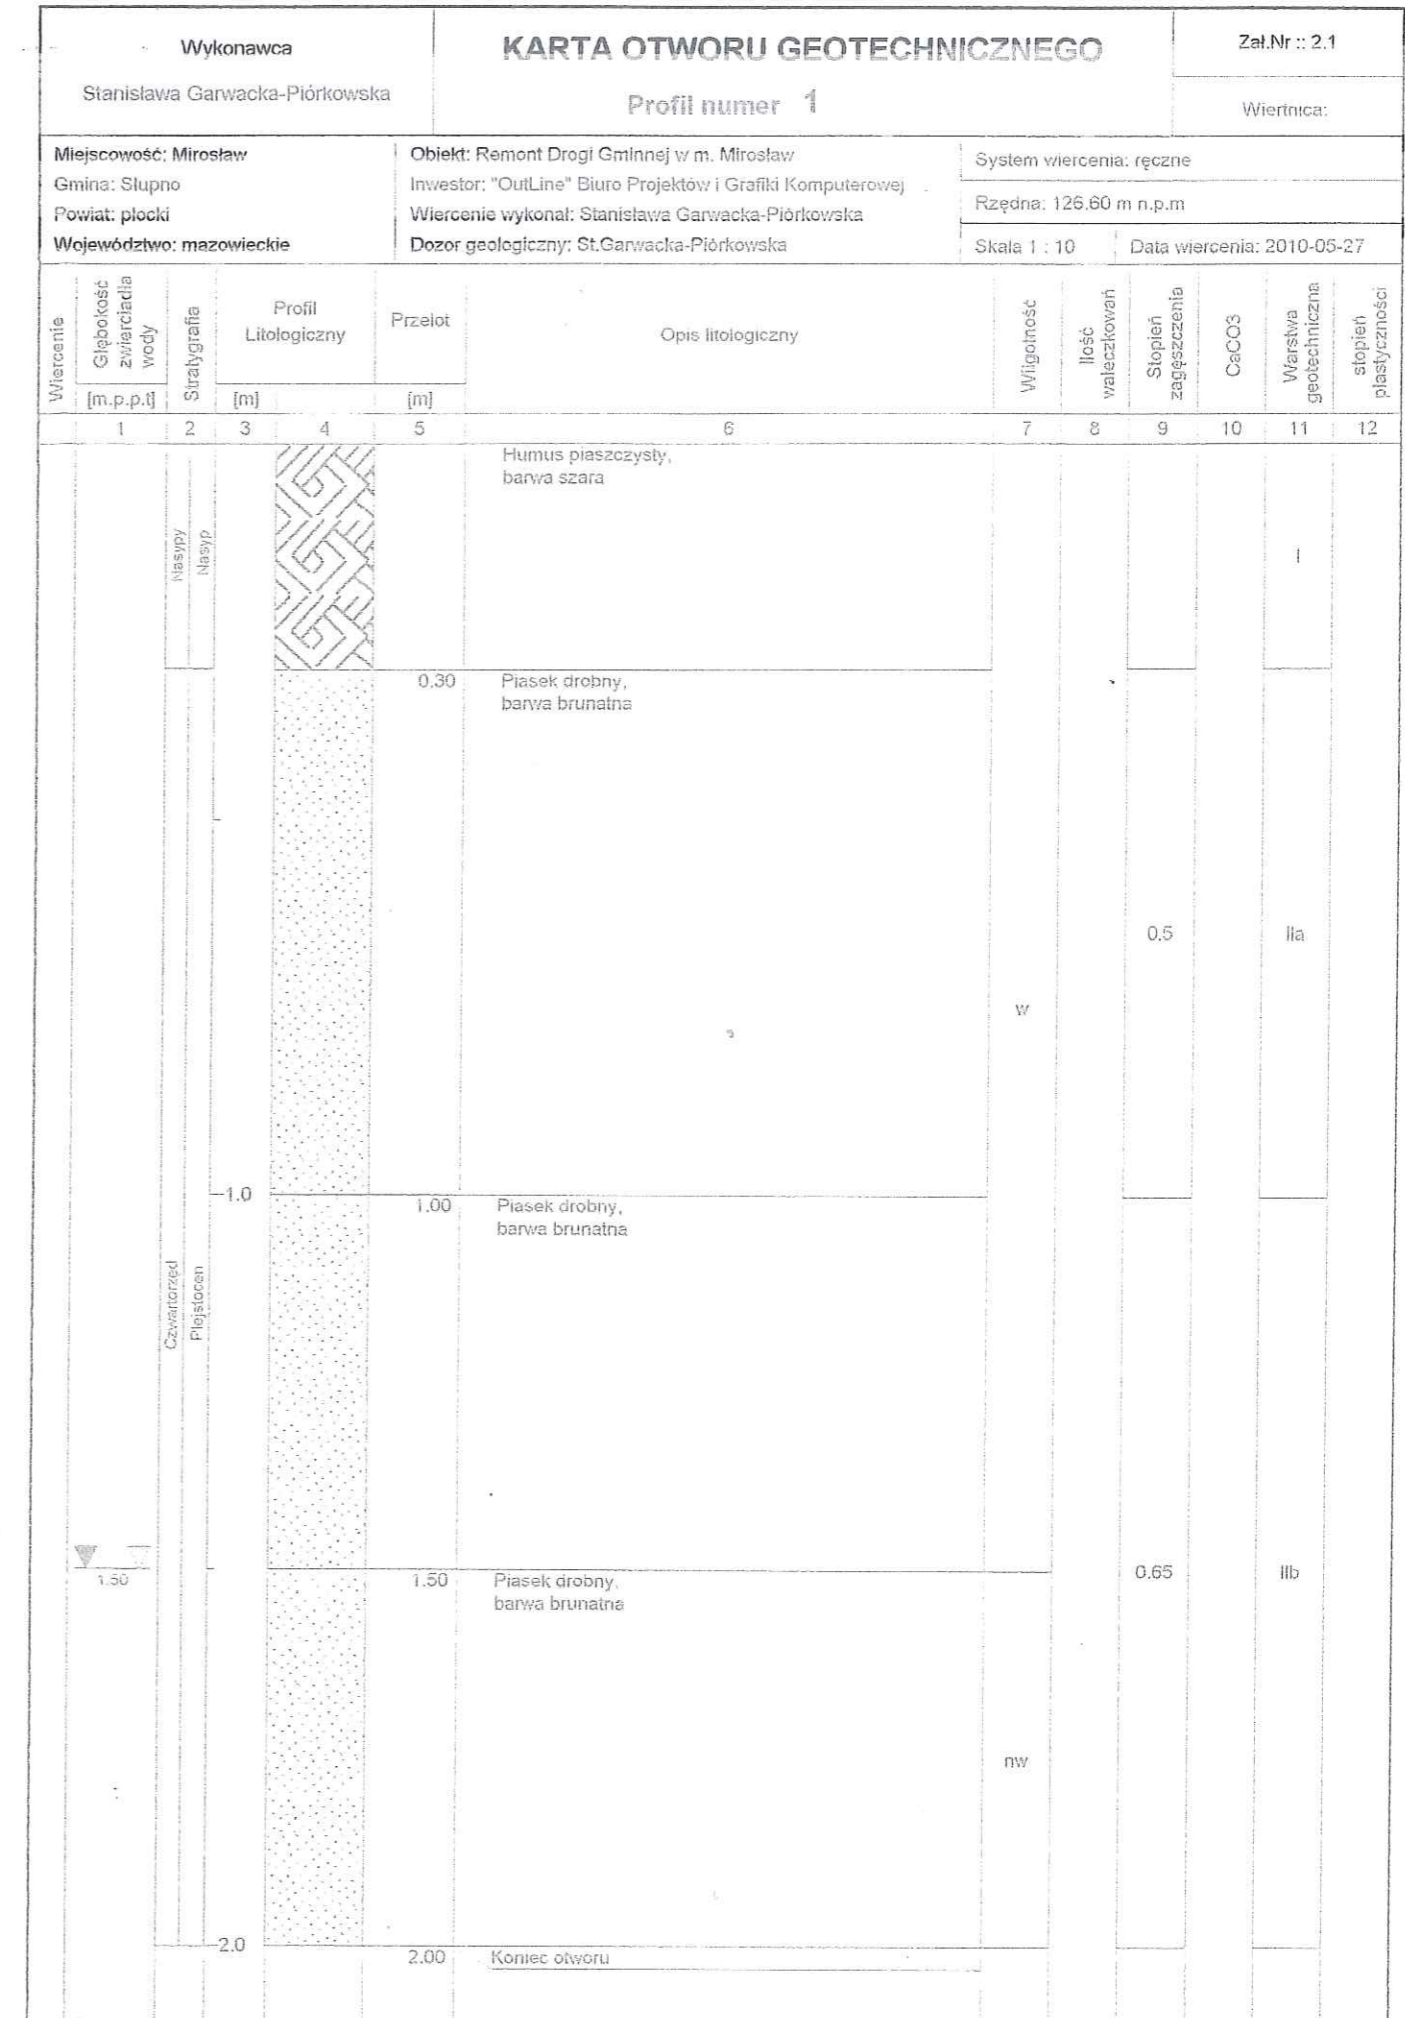 Wykonawca
Stanisława Garwacka-Piórkowska
KARTA OTWORU GEOTECHNICZNEGO
Profil numer 1
Zał.Nr :: 2.1
Wiertnica:
Miejscowość: Mirosław
Gmina: Słupno
Powiat: płocki
Województwo: mazowieckie
Obiekt: Remont Drogi Gminnej w m. Mirosław
Inwestor: "OutLine" Biuro Projektów i Grafiki Komputerowej
Wiercenie wykonał: Stanisława Garwacka-Piórkowska
Dozor geologiczny: St.Garwacka-Piórkowska
System wiercenia: ręczne
Rzędna: 126.60 m n.p.m
Skala 1 : 10
Data wiercenia: 2010-05-27
Wiercenie
Głębokość
zwierciadła
wody
[m.p.p.t]
Stratygrafia
Profil
Litologiczny
[m]
Przelot
[m]
Opis litologiczny
Wilgotność
Ilość
wałeczkowań
Stopień
zagęszczenia
CaCO3
Warstwa
geotechniczna
stopień
plastyczności
1 2 3 4 5 6 7 8 9 10 11 12
Humus piaszczysty,
barwa szara
Nasypy
Nasyp
I
0.30 Piasek drobny,
barwa brunatna
0.5
IIa
w
1.0
1.00 Piasek drobny,
barwa brunatna
Czwartorzęd
Plejstocen
1.50
1.50 Piasek drobny,
barwa brunatna
0.65
IIb
nw
2.0
2.00 Koniec otworu